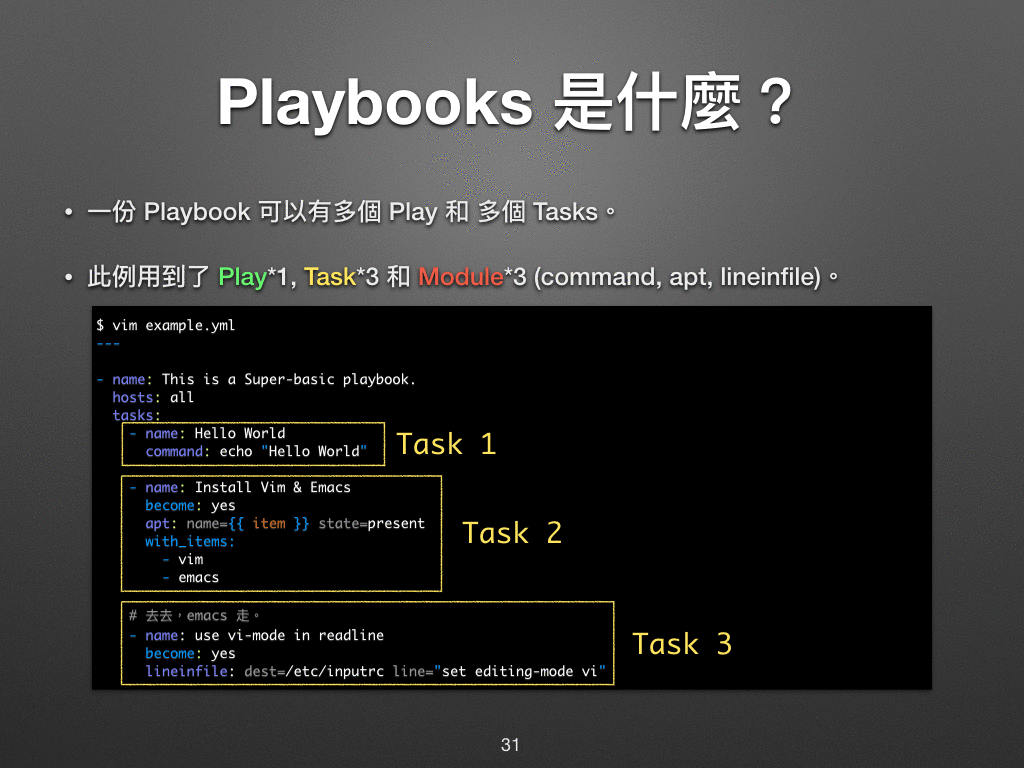 Playbooks 是什麼？
• 一份 Playbook 可以有多個 Play 和 多個 Tasks。
• 此例用到了 Play*1, Task*3 和 Module*3 (command, apt, lineinfile)。
$ vim example.yml
---
- name: This is a Super-basic playbook.
  hosts: all
  tasks:
    - name: Hello World
      command: echo "Hello World"
Task 1
    - name: Install Vim & Emacs
      become: yes
      apt: name={{ item }} state=present
      with_items:
        - vim
        - emacs
Task 2
    # 去去，emacs 走。
    - name: use vi-mode in readline
      become: yes
      lineinfile: dest=/etc/inputrc line="set editing-mode vi"
Task 3
31